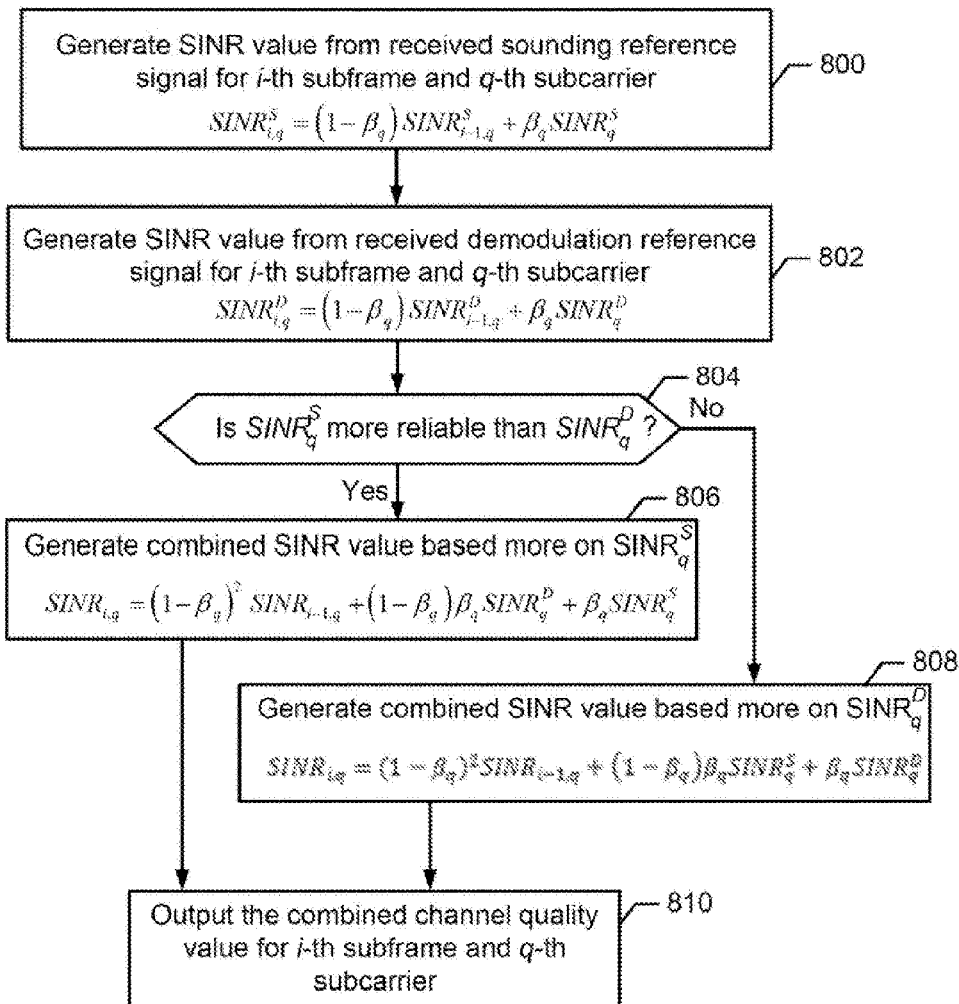 Generate SINR value from received sounding reference
signal for i-th subframe and q-th subcarrier
800
SINR^S_{i,q} = (1-β_q) SINR^S_{i-1,q} + β_q SINR^S_q
Generate SINR value from received demodulation reference
signal for i-th subframe and q-th subcarrier
802
SINR^D_{i,q} = (1-β_q) SINR^D_{i-1,q} + β_q SINR^D_q
804
Is SINR^S_q more reliable than SINR^D_q ?
No
Yes
806
Generate combined SINR value based more on SINR^S_q
SINR_{i,q} = (1-β_q)^2 SINR_{i-1,q} + (1-β_q) β_q SINR^D_q + β_q SINR^S_q
808
Generate combined SINR value based more on SINR^D_q
SINR_{i,q} = (1 - β_q)^2 SINR_{i-1,q} + (1 - β_q)β_q SINR^S_q + β_q SINR^D_q
810
Output the combined channel quality
value for i-th subframe and q-th
subcarrier